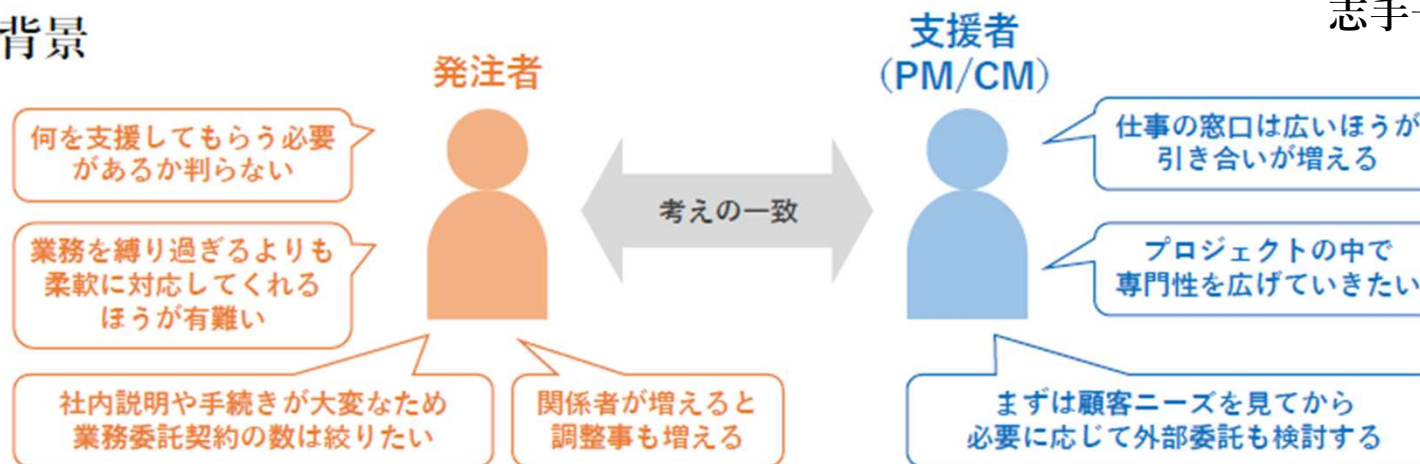 背景
志手
発注者
支援者
(PM/CM)
何を支援してもらう必要
があるか判らない
業務を縛り過ぎるよりも
柔軟に対応してくれる
ほうが有難い
社内説明や手続きが大変なため
業務委託契約の数は絞りたい
関係者が増えると
調整事も増える
考えの一致
仕事の窓口は広いほうが
引き合いが増える
プロジェクトの中で
専門性を広げていきたい
まずは顧客ニーズを見てから
必要に応じて外部委託も検討する